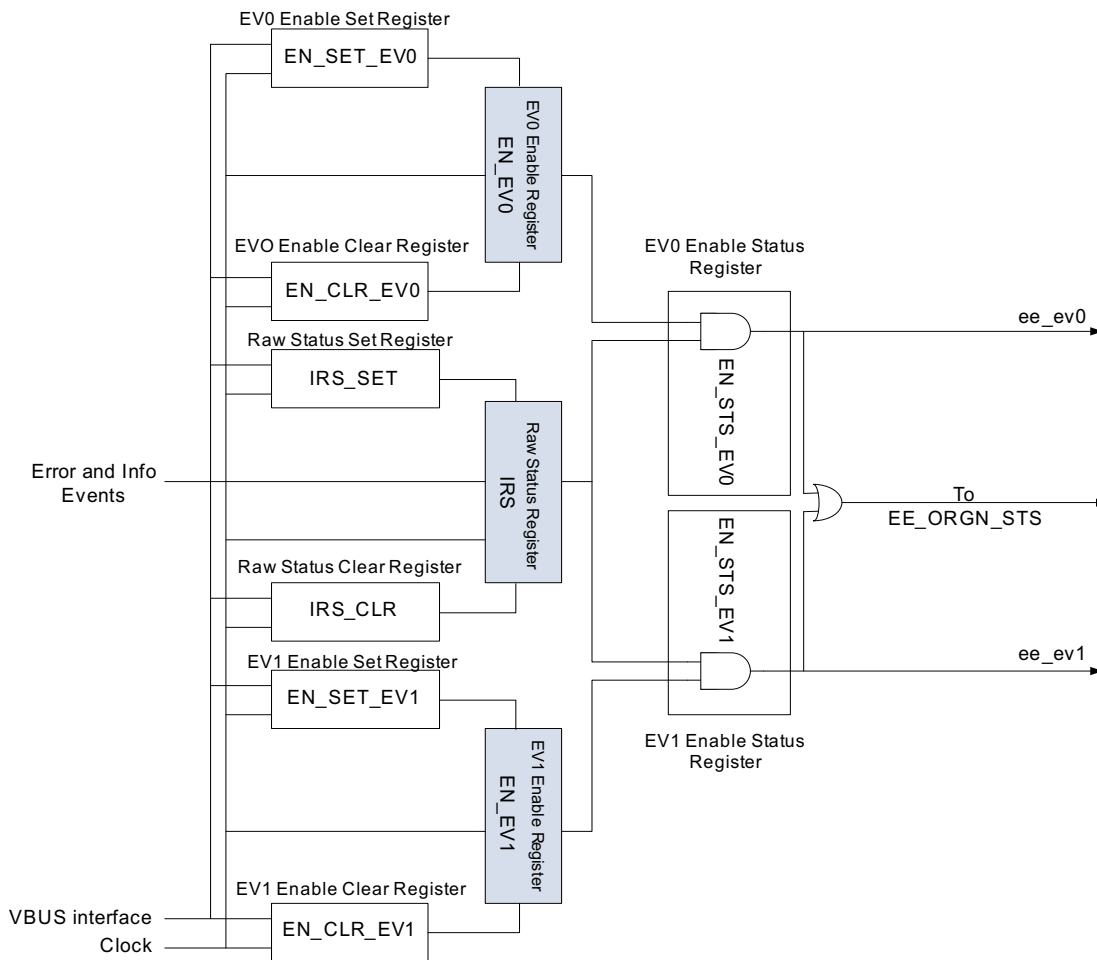 EV0 Enable Set Register
EN_SET_EV0
EV0 Enable Register
EN_EV0
EVO Enable Clear Register
EN_CLR_EV0
Raw Status Set Register
IRS_SET
Raw Status Register
IRS
Error and Info
Events
Raw Status Clear Register
IRS_CLR
EV1 Enable Set Register
EN_SET_EV1
EV1 Enable Register
EN_EV1
EV1 Enable Clear Register
EN_CLR_EV1
VBUS interface
Clock
EV0 Enable Status
Register
EN_STS_EV0
EN_STS_EV1
EV1 Enable Status
Register
ee_ev0
To
EE_ORGN_STS
ee_ev1